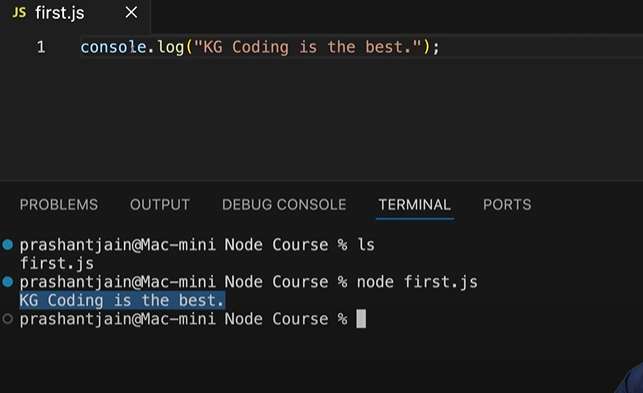 JS first.js ×
1 console.log("KG Coding is the best.");
PROBLEMS OUTPUT DEBUG CONSOLE TERMINAL PORTS
prashantjain@Mac-mini Node Course % ls
first.js
prashantjain@Mac-mini Node Course % node first.js
KG Coding is the best.
prashantjain@Mac-mini Node Course %